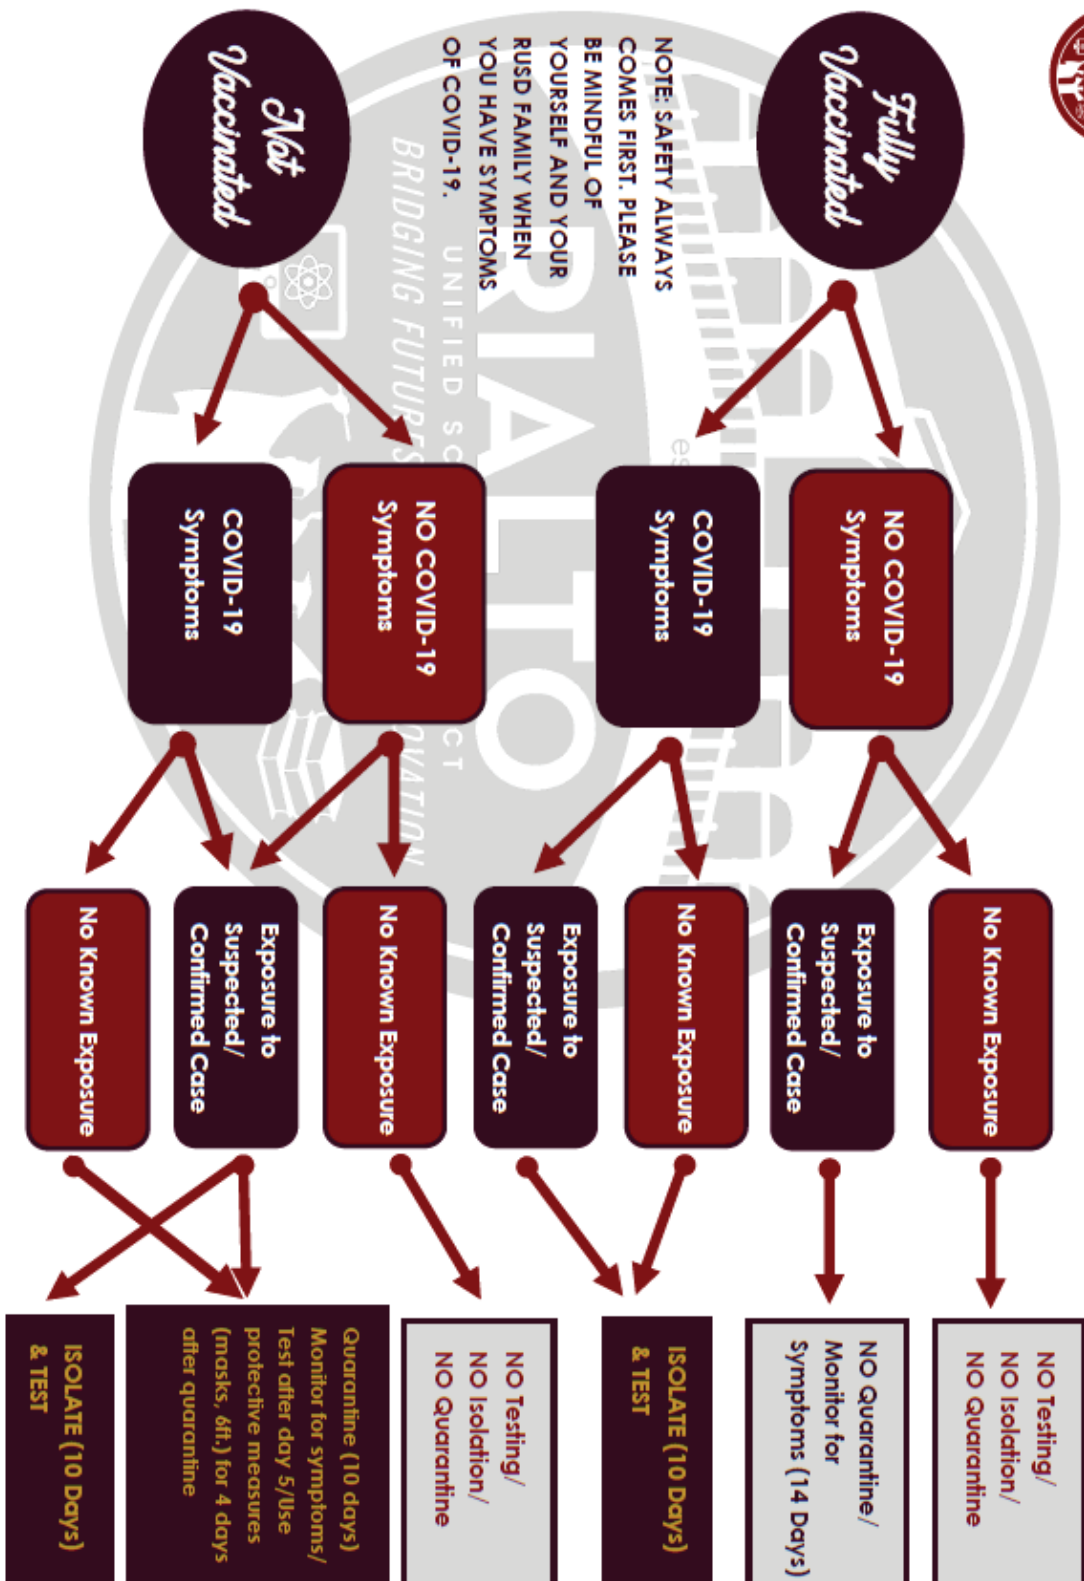 Fully
Vaccinated
NOTE: SAFETY ALWAYS
COMES FIRST. PLEASE
BE MINDFUL OF
YOURSELF AND YOUR
RUSD FAMILY WHEN
YOU HAVE SYMPTOMS
OF COVID-19.
Not
Vaccinated
NO COVID-19
Symptoms
COVID-19
Symptoms
NO COVID-19
Symptoms
COVID-19
Symptoms
No Known Exposure
Exposure to
Suspected/
Confirmed Case
No Known Exposure
Exposure to
Suspected/
Confirmed Case
No Known Exposure
Exposure to
Suspected/
Confirmed Case
No Known Exposure
NO Testing/
NO Isolation/
NO Quarantine
NO Quarantine/
Monitor for
Symptoms (14 Days)
ISOLATE (10 Days)
& TEST
NO Testing/
NO Isolation/
NO Quarantine
Quarantine (10 days)
Monitor for symptoms/
Test after day 5/Use
protective measures
(masks, 6ft.) for 4 days
after quarantine
ISOLATE (10 Days)
& TEST
RIALTO
UNIFIED
BRIDGING FUTURES